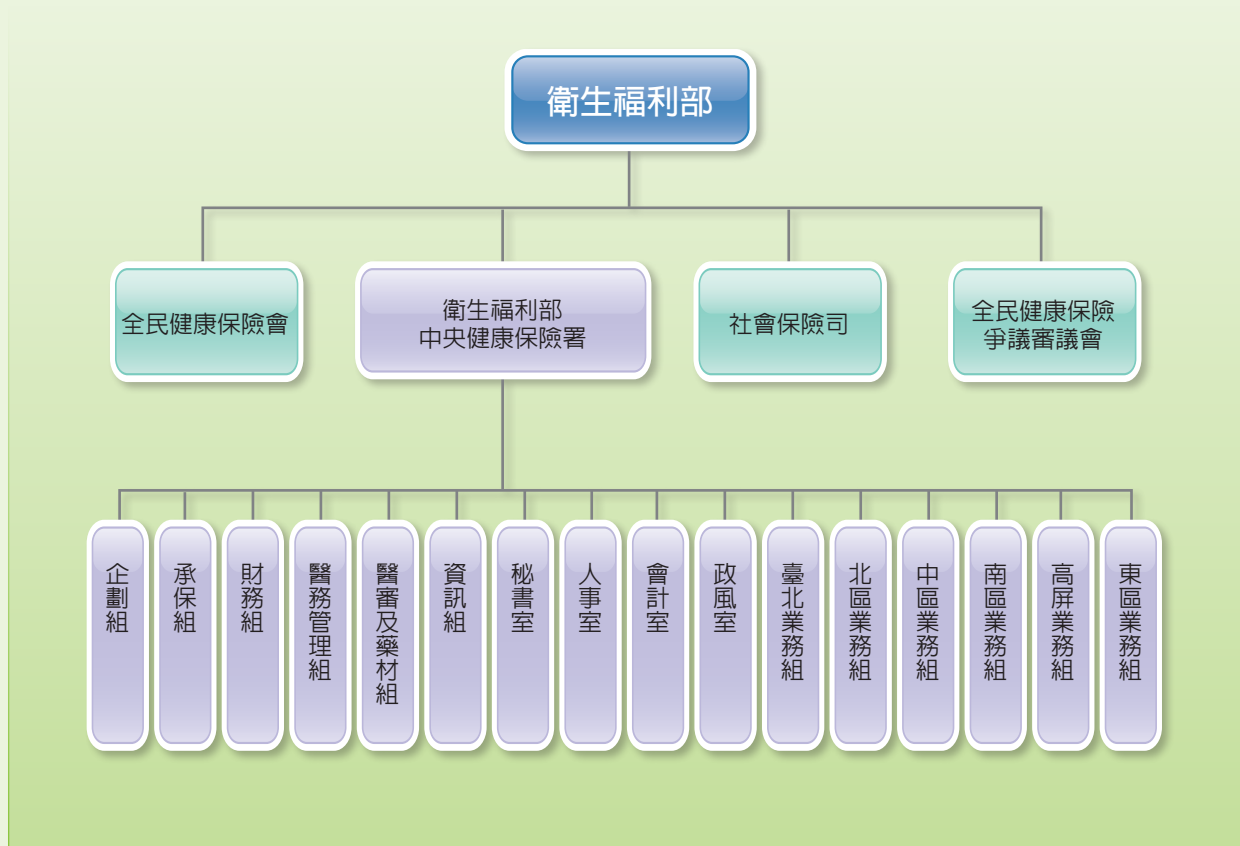 衛生福利部
全民健康保險會
衛生福利部
中央健康保險署
社會保險司
全民健康保險
爭議審議會
企劃組
承保組
財務組
醫務管理組
醫審及藥材組
資訊組
秘書室
人事室
會計室
政風室
臺北業務組
北區業務組
中區業務組
南區業務組
高屏業務組
東區業務組